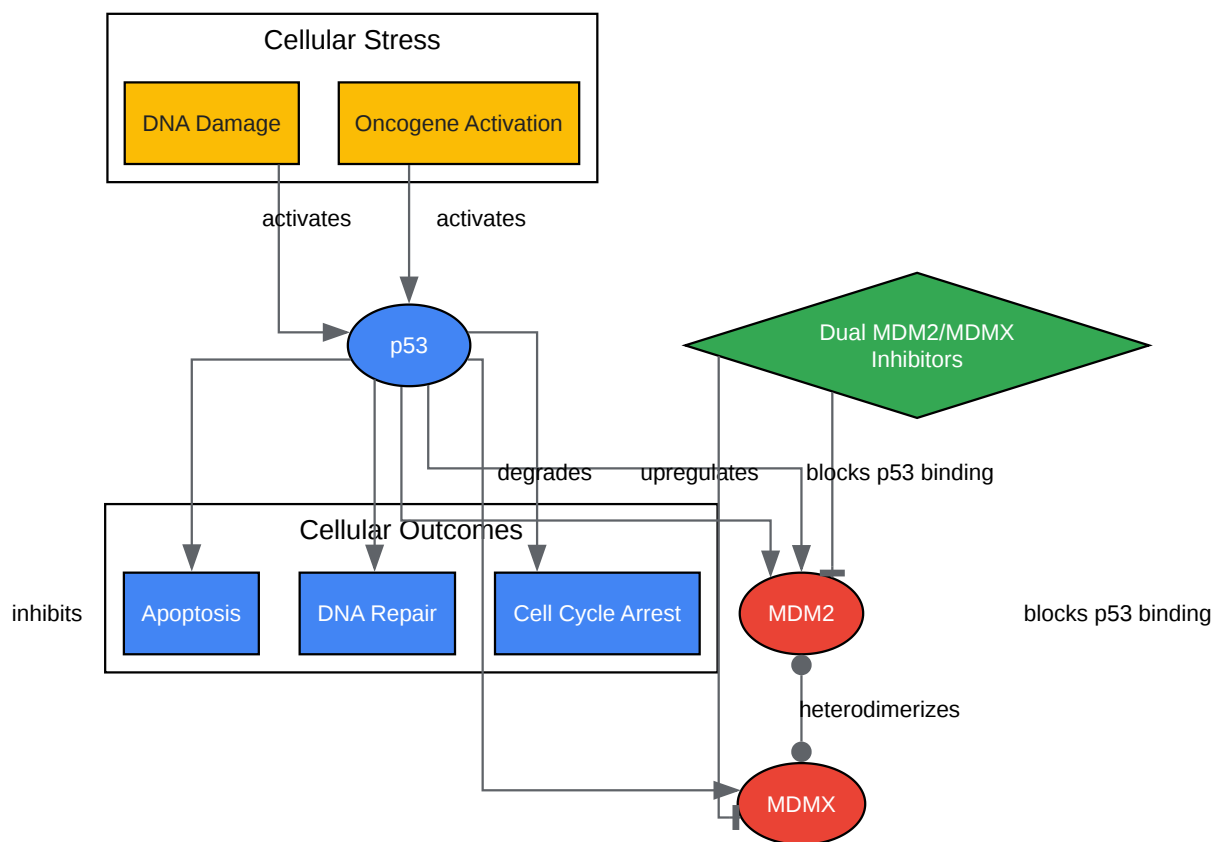 Cellular Stress
DNA Damage
Oncogene Activation
activates
activates
p53
Dual MDM2/MDMX
Inhibitors
degrades
upregulates
blocks p53 binding
Cellular Outcomes
inhibits
Apoptosis
DNA Repair
Cell Cycle Arrest
MDM2
blocks p53 binding
heterodimerizes
MDMX